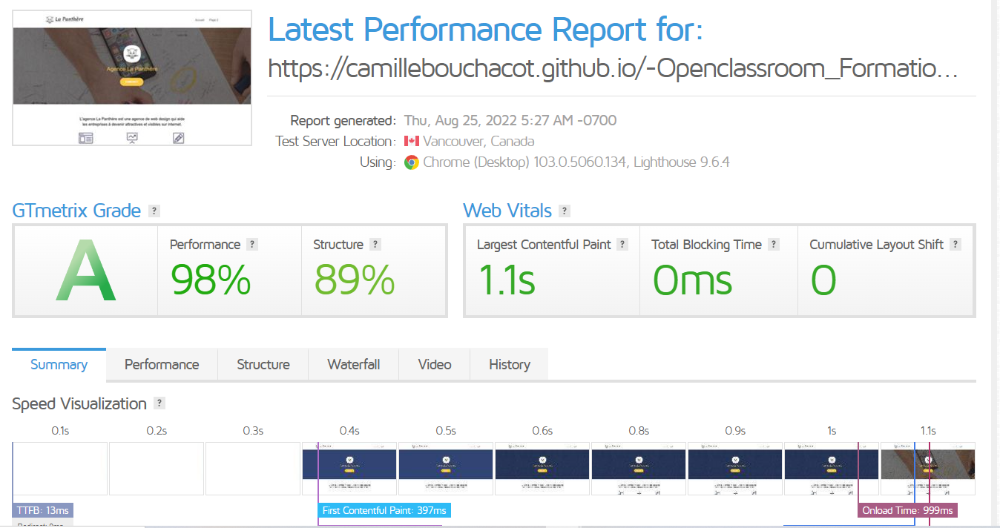 La Panthère
Accueil Page 2
Agence La Panthère
L'agence La Panthère est une agence de web design qui aide
les entreprises à devenir attractives et visibles sur internet.
Latest Performance Report for:
https://camillebouchacot.github.io/-Openclassroom_Formatio...
Report generated: Thu, Aug 25, 2022 5:27 AM -0700
Test Server Location: Vancouver, Canada
Using: Chrome (Desktop) 103.0.5060.134, Lighthouse 9.6.4
GTmetrix Grade ?
A
Performance ?
98%
Structure ?
89%
Web Vitals ?
Largest Contentful Paint ?
1.1s
Total Blocking Time ?
0ms
Cumulative Layout Shift ?
0
Summary Performance Structure Waterfall Video History
Speed Visualization ?
0.1s 0.2s 0.3s 0.4s 0.5s 0.6s 0.8s 0.9s 1s 1.1s
TTFB: 13ms
First Contentful Paint: 397ms
Onload Time: 999ms
Redirect: 0ms